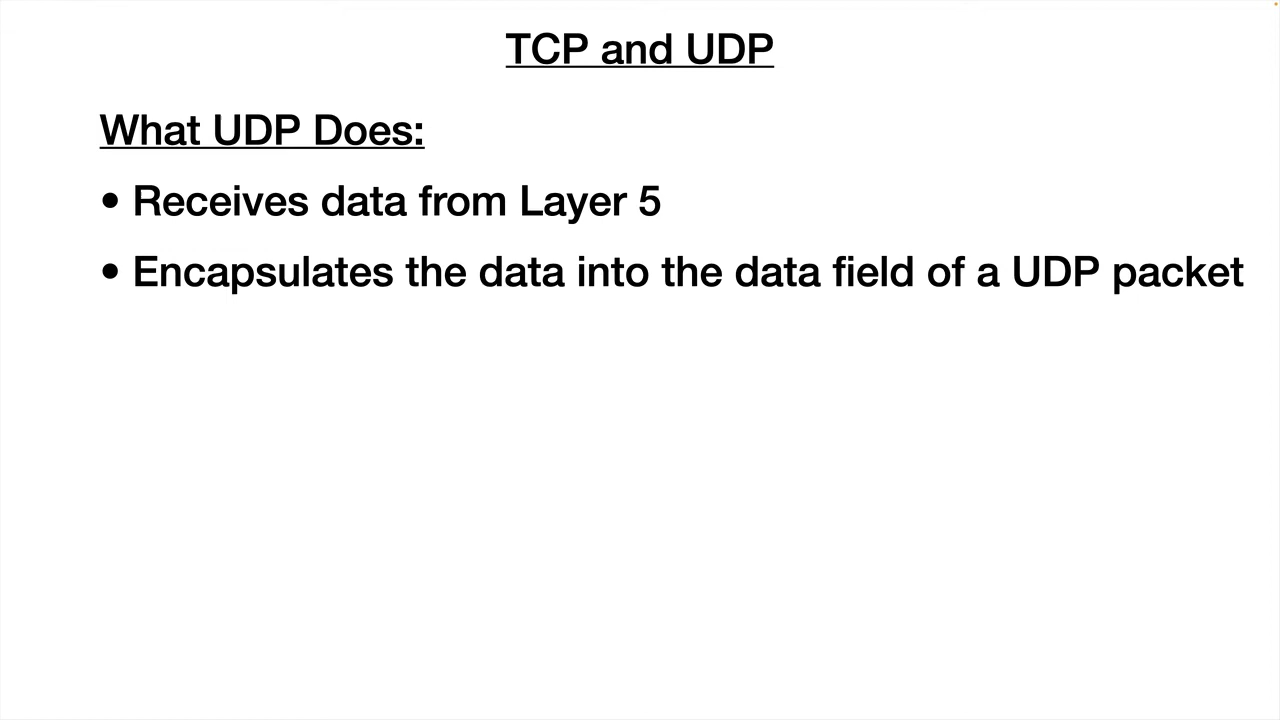 TCP and UDP
What UDP Does:
• Receives data from Layer 5
• Encapsulates the data into the data field of a UDP packet